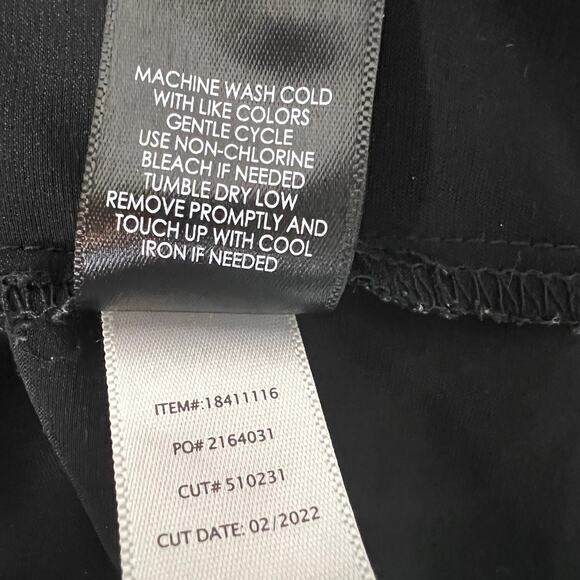 MACHINE WASH COLD
WITH LIKE COLORS
GENTLE CYCLE
USE NON-CHLORINE
BLEACH IF NEEDED
TUMBLE DRY LOW
REMOVE PROMPTLY AND
TOUCH UP WITH COOL
IRON IF NEEDED
ITEM#:18411116
PO# 2164031
CUT# 510231
CUT DATE: 02/2022